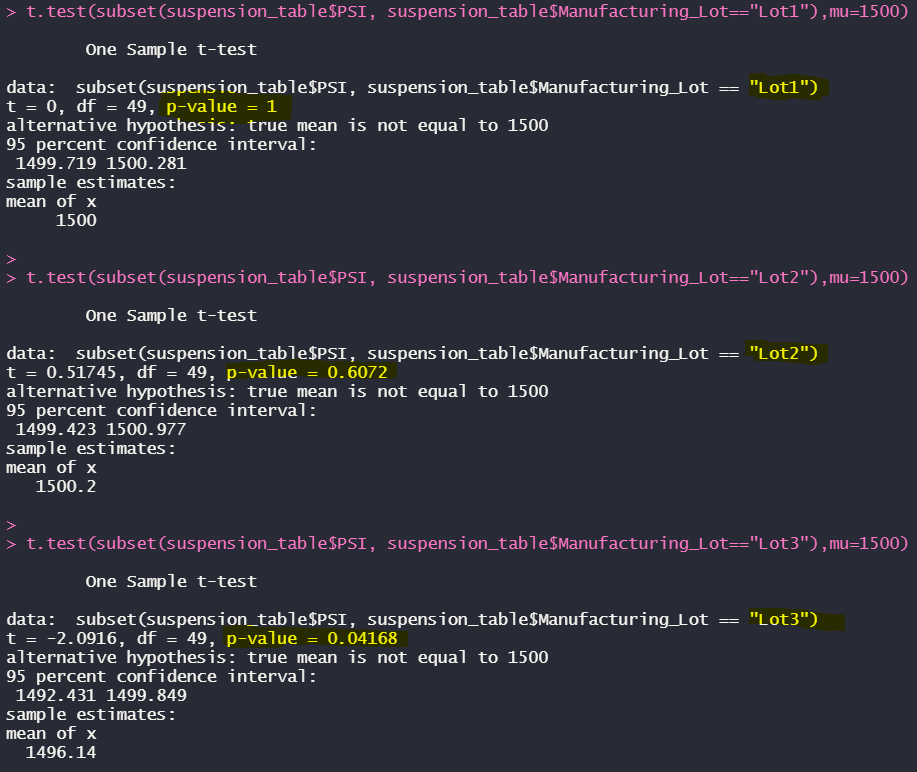 > t.test(subset(suspension_table$PSI, suspension_table$Manufacturing_Lot=="Lot1"),mu=1500)
One Sample t-test
data:  subset(suspension_table$PSI, suspension_table$Manufacturing_Lot == "Lot1")
t = 0, df = 49, p-value = 1
alternative hypothesis: true mean is not equal to 1500
95 percent confidence interval:
1499.719 1500.281
sample estimates:
mean of x
1500
>
> t.test(subset(suspension_table$PSI, suspension_table$Manufacturing_Lot=="Lot2"),mu=1500)
One Sample t-test
data:  subset(suspension_table$PSI, suspension_table$Manufacturing_Lot == "Lot2")
t = 0.51745, df = 49, p-value = 0.6072
alternative hypothesis: true mean is not equal to 1500
95 percent confidence interval:
1499.423 1500.977
sample estimates:
mean of x
1500.2
>
> t.test(subset(suspension_table$PSI, suspension_table$Manufacturing_Lot=="Lot3"),mu=1500)
One Sample t-test
data:  subset(suspension_table$PSI, suspension_table$Manufacturing_Lot == "Lot3")
t = -2.0916, df = 49, p-value = 0.04168
alternative hypothesis: true mean is not equal to 1500
95 percent confidence interval:
1492.431 1499.849
sample estimates:
mean of x
1496.14